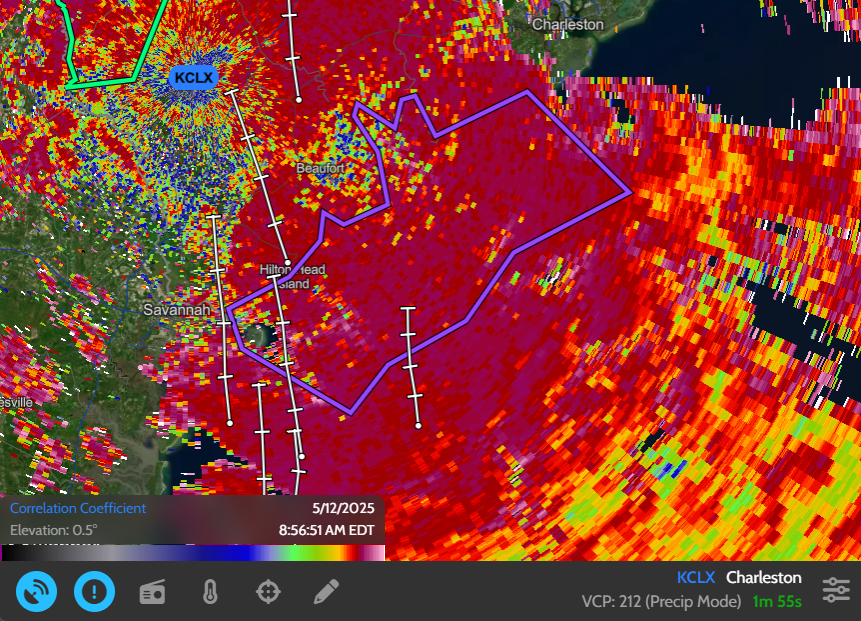 Charleston
KCLX
Beaufort
Hilton Head
Island
Savannah
esville
Correlation Coefficient
5/12/2025
Elevation: 0.5°
8:56:51 AM EDT
KCLX Charleston
VCP: 212 (Precip Mode) 1m 55s